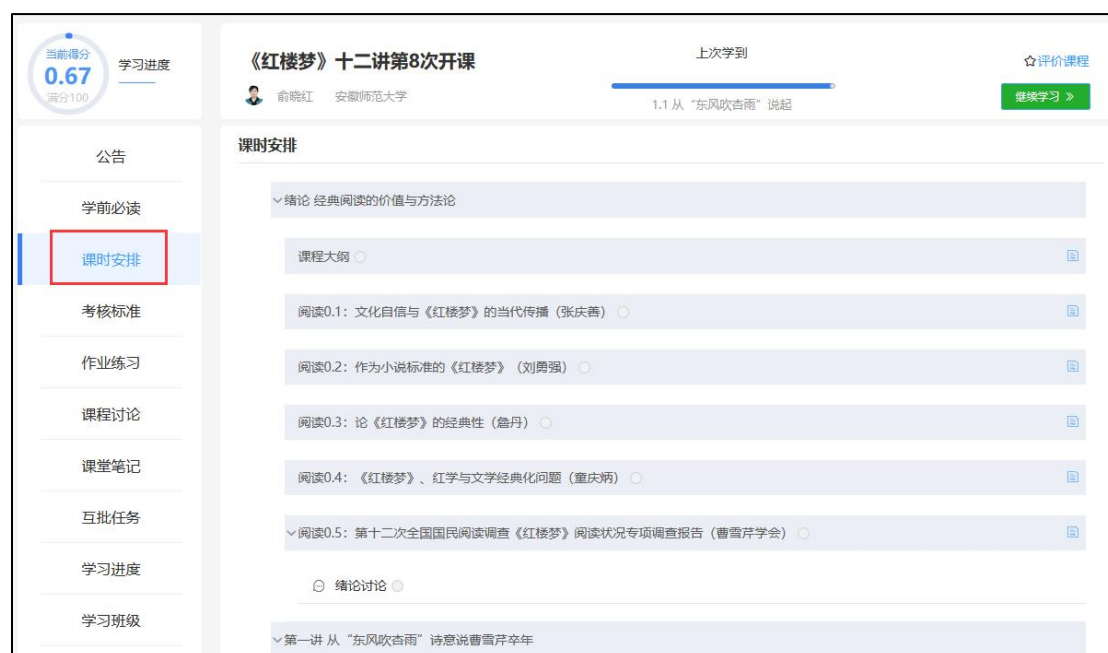 当前得分
0.67
满分100
学习进度
《红楼梦》十二讲第8次开课
俞晓红 安徽师范大学
上次学到
1.1 从“东风吹杏雨”说起
评价课程
继续学习 》
公告
学前必读
课时安排
考核标准
作业练习
课程讨论
课堂笔记
互批任务
学习进度
学习班级
课时安排
绪论 经典阅读的价值与方法论
课程大纲
阅读0.1：文化自信与《红楼梦》的当代传播（张庆善）
阅读0.2：作为小说标准的《红楼梦》（刘勇强）
阅读0.3：论《红楼梦》的经典性（詹丹）
阅读0.4：《红楼梦》、红学与文学经典化问题（童庆炳）
阅读0.5：第十二次全国国民阅读调查《红楼梦》阅读状况专项调查报告（曹雪芹学会）
绪论讨论
第一讲 从“东风吹杏雨”诗意说曹雪芹卒年